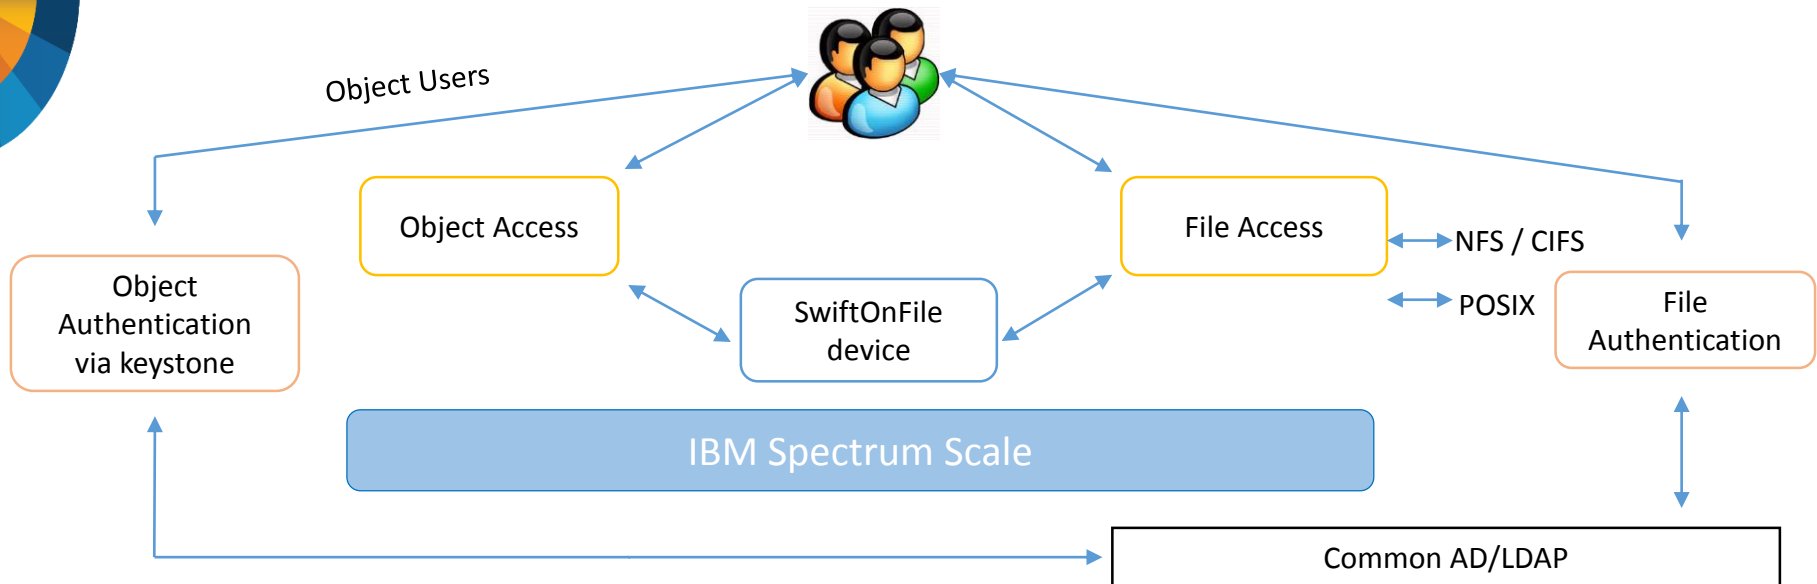 Object Users
Object Access
File Access
NFS / CIFS
POSIX
Object
Authentication
via keystone
SwiftOnFile
device
File
Authentication
IBM Spectrum Scale
Common AD/LDAP